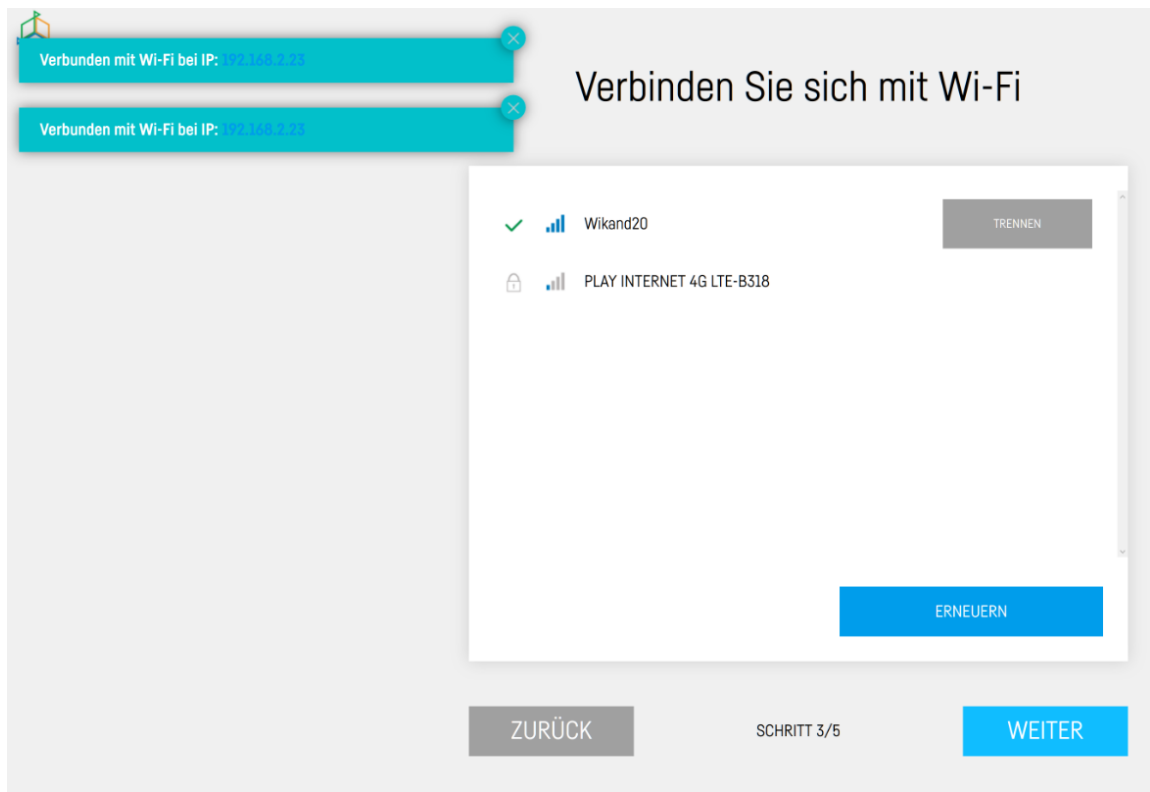 Verbunden mit Wi-Fi bei IP: 192.168.2.23
Verbunden mit Wi-Fi bei IP: 192.168.2.23
Verbinden Sie sich mit Wi-Fi
Wikand20
TRENNEN
PLAY INTERNET 4G LTE-B318
ERNEUERN
ZURÜCK
SCHRITT 3/5
WEITER